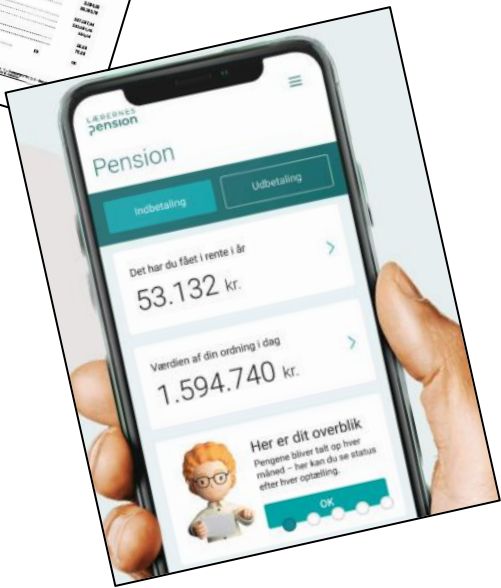 LÆRERNES
Pension
Pension
Indbetaling
Udbetaling
Det har du fået i rente i år
53.132 kr.
Værdien af din ordning i dag
1.594.740 kr.
Her er dit overblik
Pengene bliver talt op hver
måned – her kan du se status
efter hver optælling.
OK